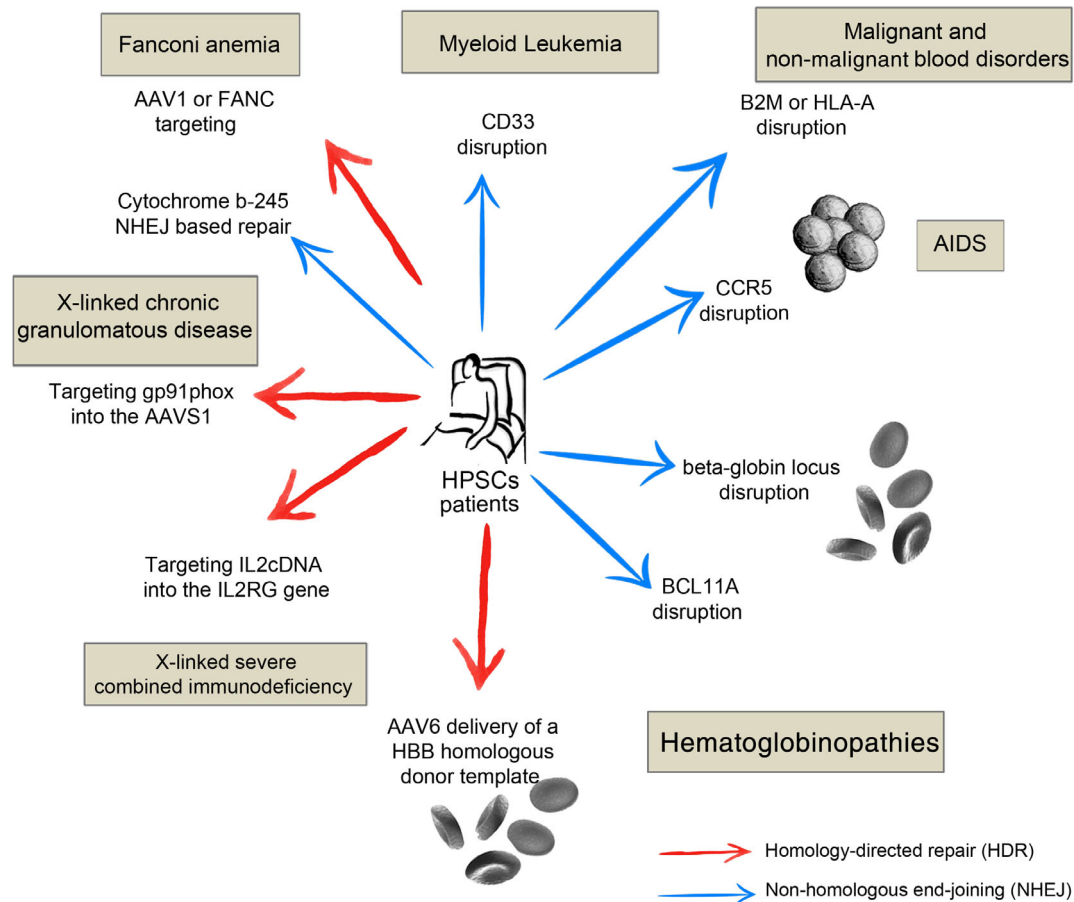 Fanconi anemia
AAV1 or FANC
targeting
Myeloid Leukemia
CD33
disruption
Malignant and
non-malignant blood disorders
B2M or HLA-A
disruption
Cytochrome b-245
NHEJ based repair
AIDS
CCR5
disruption
X-linked chronic
granulomatous disease
Targeting gp91phox
into the AAVS1
HPSCs
patients
beta-globin locus
disruption
Targeting IL2cDNA
into the IL2RG gene
BCL11A
disruption
X-linked severe
combined immunodeficiency
AAV6 delivery of a
HBB homologous
donor template
Hematoglobinopathies
Homology-directed repair (HDR)
Non-homologous end-joining (NHEJ)